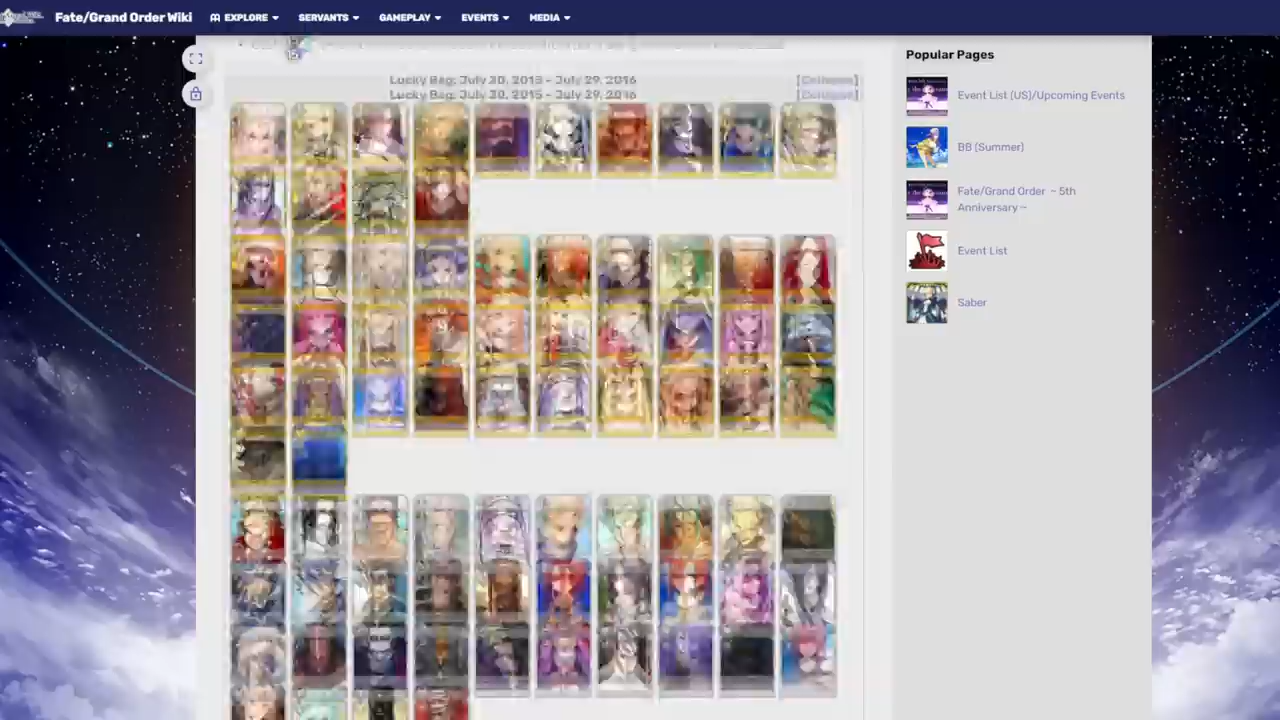 Fate/Grand Order Wiki
EXPLORE
SERVANTS
GAMEPLAY
EVENTS
MEDIA
Lucky Bag: July 30, 2015 - July 29, 2016 [Collapse]
Lucky Bag: July 30, 2015 - July 29, 2016 [Collapse]
Popular Pages
Event List (US)/Upcoming Events
BB (Summer)
Fate/Grand Order ~ 5th
Anniversary ~
Event List
Saber